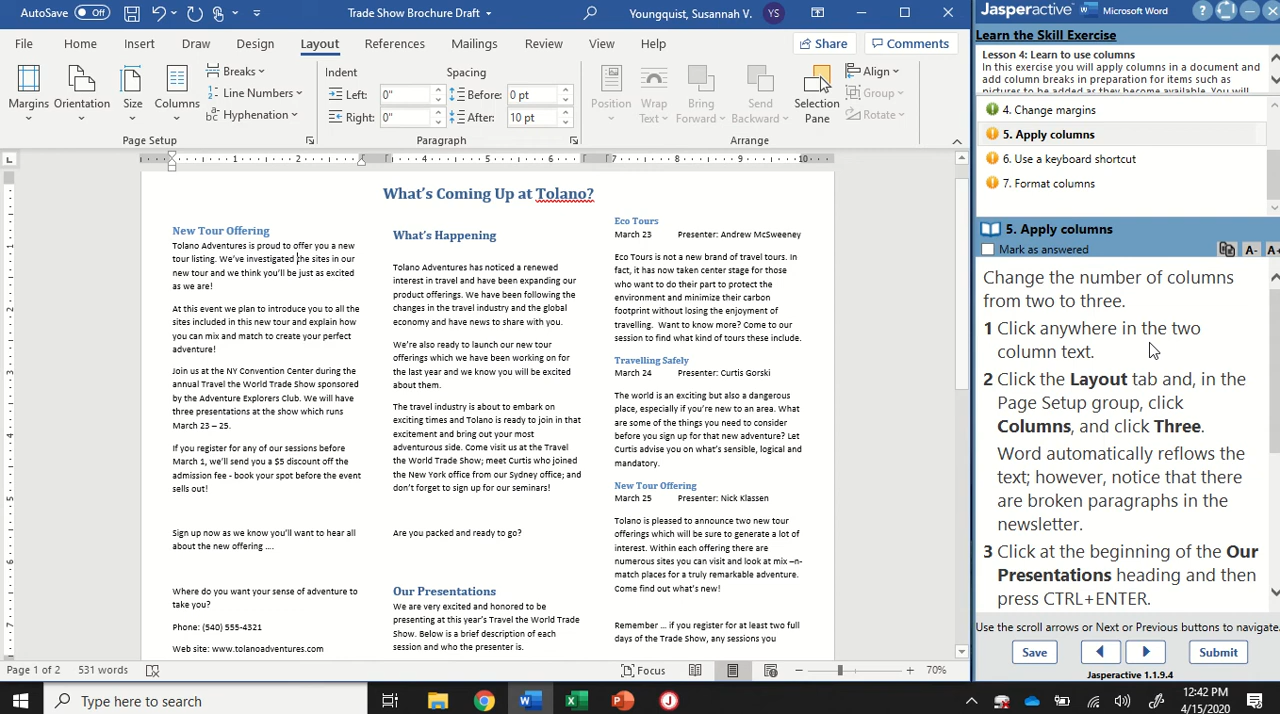 AutoSave Off
Trade Show Brochure Draft
Youngquist, Susannah V. YS
File Home Insert Draw Design Layout References Mailings Review View Help
Share Comments
Margins
Orientation
Size
Columns
Breaks
Line Numbers
Hyphenation
Page Setup
Indent
Left: 0"
Right: 0"
Spacing
Before: 0 pt
After: 10 pt
Paragraph
Position
Wrap Text
Bring Forward
Send Backward
Selection Pane
Align
Group
Rotate
Arrange
1 2 3 4 5 6 7 8 9 10
What's Coming Up at Tolano?
New Tour Offering
Tolano Adventures is proud to offer you a new
tour listing. We've investigated the sites in our
new tour and we think you'll be just as excited
as we are!
At this event we plan to introduce you to all the
sites included in this new tour and explain how
you can mix and match to create your perfect
adventure!
Join us at the NY Convention Center during the
annual Travel the World Trade Show sponsored
by the Adventure Explorers Club. We will have
three presentations at the show which runs
March 23 – 25.
If you register for any of our sessions before
March 1, we'll send you a $5 discount off the
admission fee - book your spot before the event
sells out!
Sign up now as we know you'll want to hear all
about the new offering ....
Where do you want your sense of adventure to
take you?
Phone: (540) 555-4321
Web site: www.tolanoadventures.com
What's Happening
Tolano Adventures has noticed a renewed
interest in travel and have been expanding our
product offerings. We have been following the
changes in the travel industry and the global
economy and have news to share with you.
We're also ready to launch our new tour
offerings which we have been working on for
the last year and we know you will be excited
about them.
The travel industry is about to embark on
exciting times and Tolano is ready to join in that
excitement and bring out your most
adventurous side. Come visit us at the Travel
the World Trade Show; meet Curtis who joined
the New York office from our Sydney office; and
don't forget to sign up for our seminars!
Are you packed and ready to go?
Our Presentations
We are very excited and honored to be
presenting at this year's Travel the World Trade
Show. Below is a brief description of each
session and who the presenter is.
Eco Tours
March 23 Presenter: Andrew McSweeney
Eco Tours is not a new brand of travel tours. In
fact, it has now taken center stage for those
who want to do their part to protect the
environment and minimize their carbon
footprint without losing the enjoyment of
travelling. Want to know more? Come to our
session to find what kind of tours these include.
Travelling Safely
March 24 Presenter: Curtis Gorski
The world is an exciting but also a dangerous
place, especially if you're new to an area. What
are some of the things you need to consider
before you sign up for that new adventure? Let
Curtis advise you on what's sensible, logical and
mandatory.
New Tour Offering
March 25 Presenter: Nick Klassen
Tolano is pleased to announce two new tour
offerings which will be sure to generate a lot of
interest. Within each offering there are
numerous sites you can visit and look at mix –n-
match places for a truly remarkable adventure.
Come find out what's new!
Remember ... if you register for at least two full
days of the Trade Show, any sessions you
Page 1 of 2 531 words
Focus
70%
Jasperactive Microsoft Word
Learn the Skill Exercise
Lesson 4: Learn to use columns
In this exercise you will apply columns in a document and
add column breaks in preparation for items such as
pictures to be added as they become available. You will
4. Change margins
5. Apply columns
6. Use a keyboard shortcut
7. Format columns
5. Apply columns
Mark as answered
A- A+
Change the number of columns
from two to three.
1 Click anywhere in the two
column text.
2 Click the Layout tab and, in the
Page Setup group, click
Columns, and click Three.
Word automatically reflows the
text; however, notice that there
are broken paragraphs in the
newsletter.
3 Click at the beginning of the Our
Presentations heading and then
press CTRL+ENTER.
Use the scroll arrows or Next or Previous buttons to navigate.
Save Submit
Jasperactive 1.1.9.4
Type here to search
12:42 PM
4/15/2020